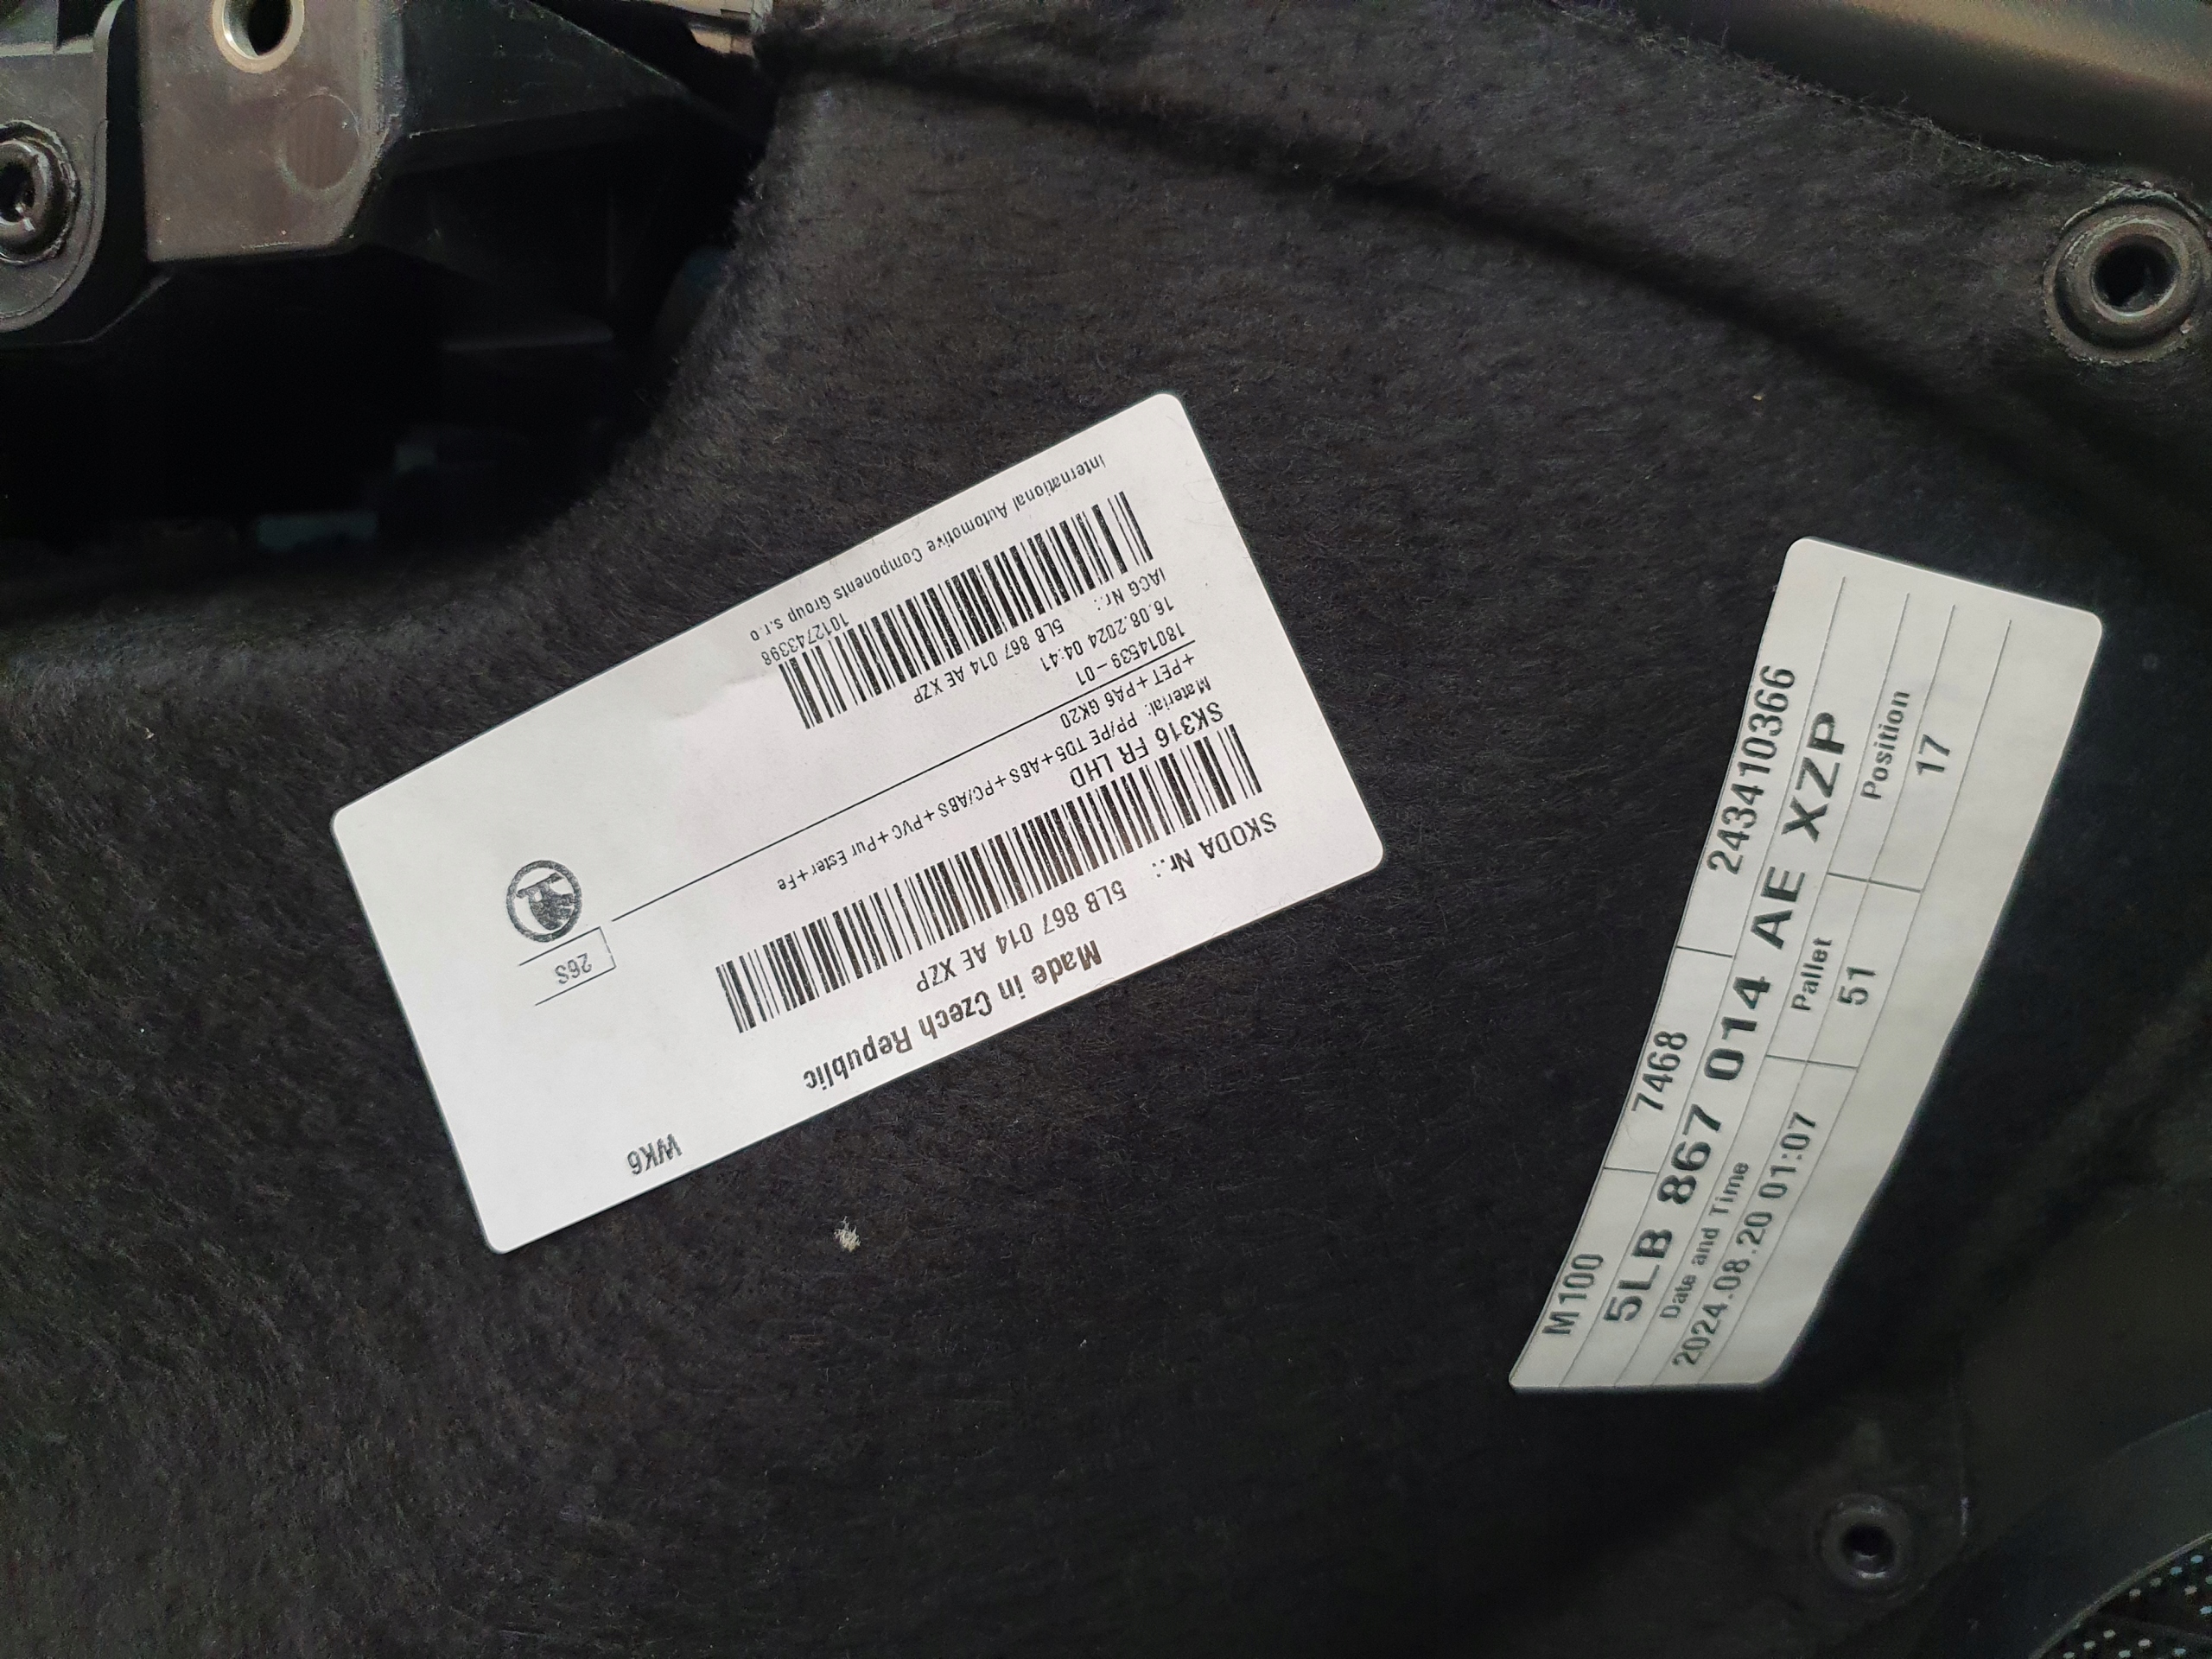 WK6
Made in Czech Republic
SKODA Nr.: 5LB 867 014 AE XZP
SK316 FR LHD
Material: PP/PE TD5+ABS+PC/ABS+PVC+Pur Ester+Fe
+PET+PA6 GK20
26S
18014539-01
16.08.2024 04:41
IACG Nr.: 5LB 867 014 AE XZP
1012743398
International Automotive Components Group s.r.o
M100 7468 243410366
5LB 867 014 AE XZP
Date and Time Pallet Position
2024.08.20 01:07 51 17